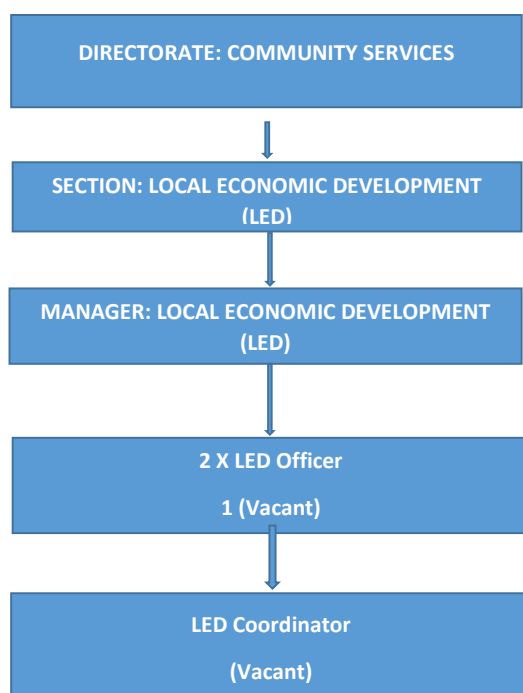 DIRECTORATE: COMMUNITY SERVICES
SECTION: LOCAL ECONOMIC DEVELOPMENT
(LED)
MANAGER: LOCAL ECONOMIC DEVELOPMENT
(LED)
2 X LED Officer
1 (Vacant)
LED Coordinator
(Vacant)